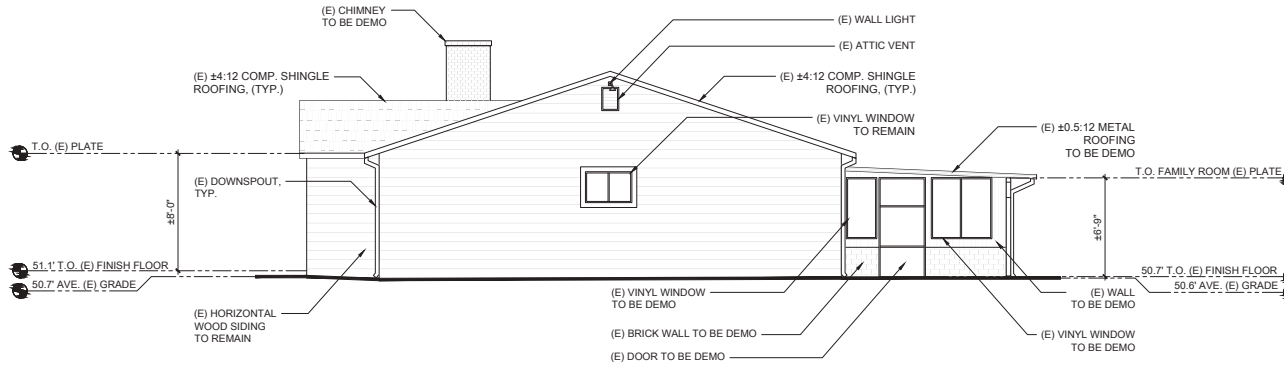 (E) CHIMNEY
TO BE DEMO
(E) WALL LIGHT
(E) ATTIC VENT
(E) ±4:12 COMP. SHINGLE
ROOFING, (TYP.)
(E) ±4:12 COMP. SHINGLE
ROOFING, (TYP.)
(E) VINYL WINDOW
TO REMAIN
(E) ±0.5:12 METAL
ROOFING
TO BE DEMO
T.O. (E) PLATE
T.O. FAMILY ROOM (E) PLATE
(E) DOWNSPOUT,
TYP.
±8'-0"
±6'-9"
51.1' T.O. (E) FINISH FLOOR
50.7' AVE. (E) GRADE
50.7' T.O. (E) FINISH FLOOR
50.6' AVE. (E) GRADE
(E) HORIZONTAL
WOOD SIDING
TO REMAIN
(E) VINYL WINDOW
TO BE DEMO
(E) BRICK WALL TO BE DEMO
(E) DOOR TO BE DEMO
(E) WALL
TO BE DEMO
(E) VINYL WINDOW
TO BE DEMO